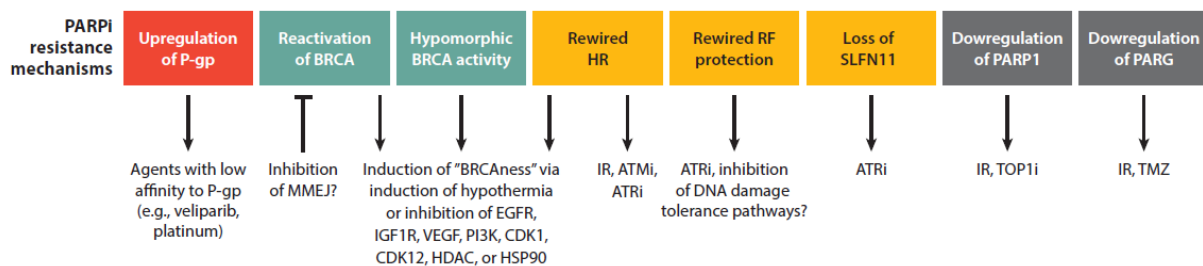 PARPi
resistance
mechanisms
Upregulation
of P-gp
Reactivation
of BRCA
Hypomorphic
BRCA activity
Rewired
HR
Rewired RF
protection
Loss of
SLFN11
Dowregulation
of PARP1
Dowregulation
of PARG
Agents with low
affinity to P-gp
(e.g., veliparib,
platinum)
Inhibition
of MMEJ?
Induction of "BRCAness" via
induction of hypothermia
or inhibition of EGFR,
IGF1R, VEGF, PI3K, CDK1,
CDK12, HDAC, or HSP90
IR, ATMi,
ATRi
ATRi, inhibition
of DNA damage
tolerance pathways?
ATRi
IR, TOP1i
IR, TMZ